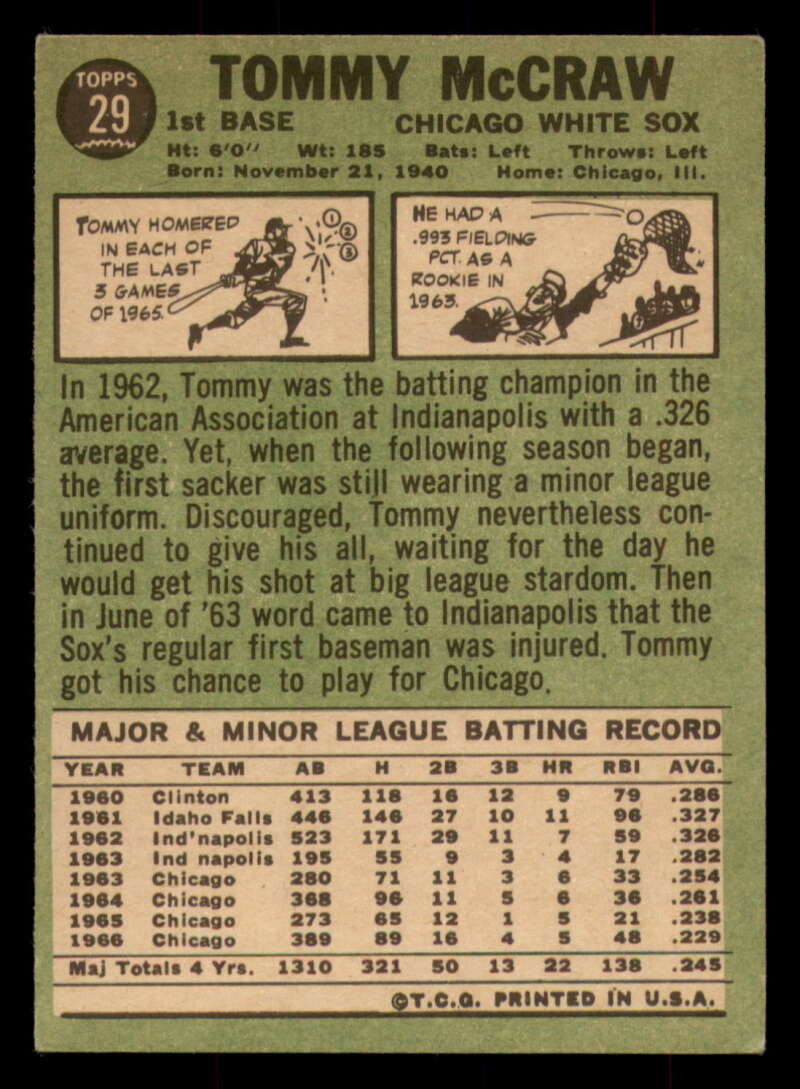 TOPPS
29
TOMMY McCRAW
1st BASE CHICAGO WHITE SOX
Ht: 6'0" Wt: 185 Bats: Left Throws: Left
Born: November 21, 1940 Home: Chicago, Ill.
TOMMY HOMERED
IN EACH OF
THE LAST
3 GAMES
OF 1965.
1
2
3
HE HAD A
.993 FIELDING
PCT. AS A
ROOKIE IN
1963.
In 1962, Tommy was the batting champion in the
American Association at Indianapolis with a .326
average. Yet, when the following season began,
the first sacker was still wearing a minor league
uniform. Discouraged, Tommy nevertheless con-
tinued to give his all, waiting for the day he
would get his shot at big league stardom. Then
in June of '63 word came to Indianapolis that the
Sox's regular first baseman was injured. Tommy
got his chance to play for Chicago.
MAJOR & MINOR LEAGUE BATTING RECORD
YEAR TEAM AB H 2B 3B HR RBI AVG.
1960 Clinton 413 118 16 12 9 79 .286
1961 Idaho Falls 446 146 27 10 11 96 .327
1962 Ind'napolis 523 171 29 11 7 59 .326
1963 Ind napolis 195 55 9 3 4 17 .282
1963 Chicago 280 71 11 3 6 33 .254
1964 Chicago 368 96 11 5 6 36 .261
1965 Chicago 273 65 12 1 5 21 .238
1966 Chicago 389 89 16 4 5 48 .229
Maj Totals 4 Yrs. 1310 321 50 13 22 138 .245
©T.C.G. PRINTED IN U.S.A.